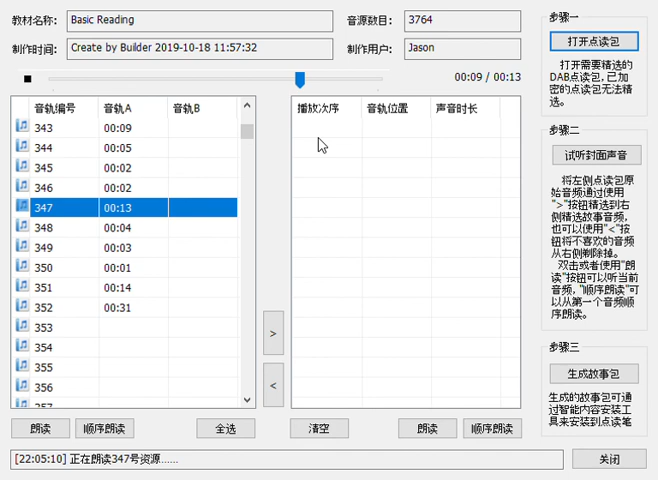 教材名称: Basic Reading
音源数目: 3764
制作时间: Create by Builder 2019-10-18 11:57:32
制作用户: Jason
00:09 / 00:13
音轨编号 音轨A 音轨B
343 00:09
344 00:05
345 00:02
346 00:02
347 00:13
348 00:04
349 00:03
350 00:01
351 00:14
352 00:31
353
354
355
356
357
朗读
顺序朗读
全选
>
<
播放次序 音轨位置 声音时长
清空
朗读
顺序朗读
步骤一
打开点读包
打开需要精选的
DAB点读包,已加
密的点读包无法精
选。
步骤二
试听封面声音
将左侧点读包原
始音频通过使用
">"按钮精选到右
侧精选故事音频,
也可以使用"<"按
钮将不喜欢的音频
从右侧剔除掉。
双击或者使用"朗
读"按钮可以听当前
音频,"顺序朗读"可
以从第一个音频顺
序朗读。
步骤三
生成故事包
生成的故事包可通
过智能内容安装工
具来安装到点读笔
[22:05:10] 正在朗读347号资源......
关闭